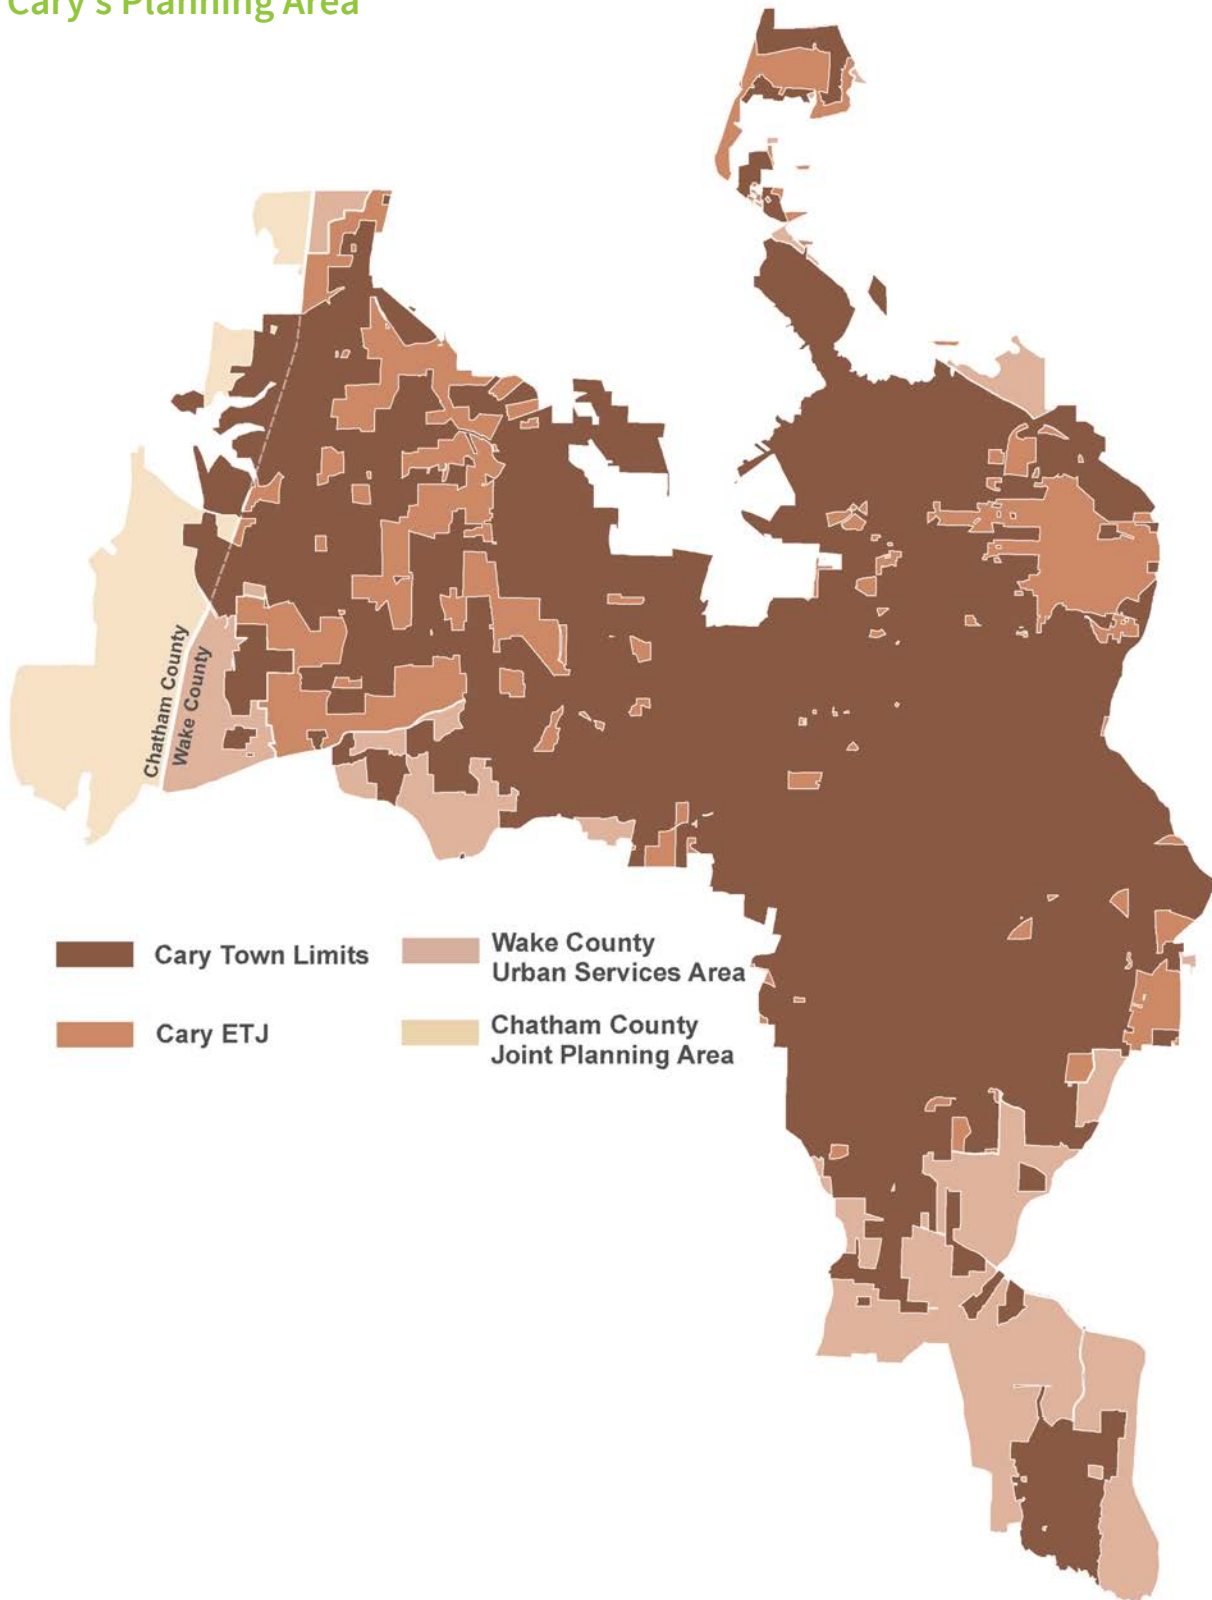 Cary's Planning Area
Chatham County
Wake County
Cary Town Limits
Wake County
Urban Services Area
Cary ETJ
Chatham County
Joint Planning Area